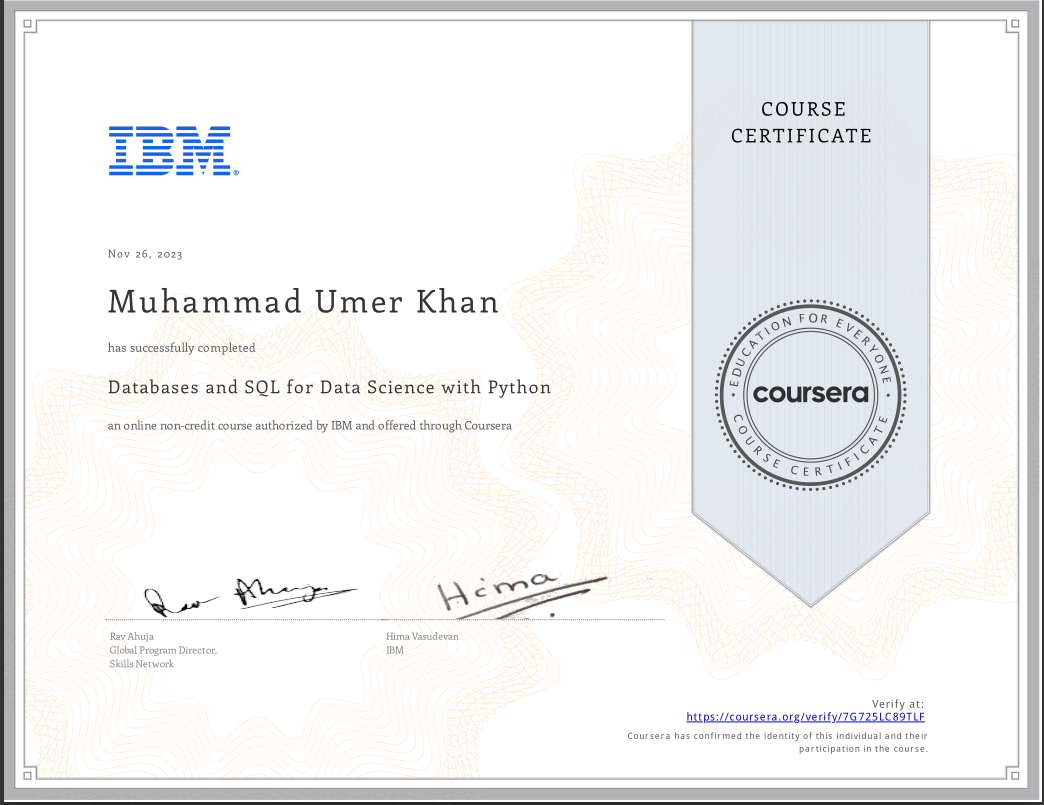 COURSE
CERTIFICATE
IBM®
Nov 26, 2023
Muhammad Umer Khan
has successfully completed
Databases and SQL for Data Science with Python
an online non-credit course authorized by IBM and offered through Coursera
EDUCATION FOR EVERYONE
coursera
COURSE CERTIFICATE
Rav Ahuja
Hima
Rav Ahuja
Global Program Director,
Skills Network
Hima Vasudevan
IBM
Verify at:
https://coursera.org/verify/7G725LC89TLF
Coursera has confirmed the identity of this individual and their
participation in the course.